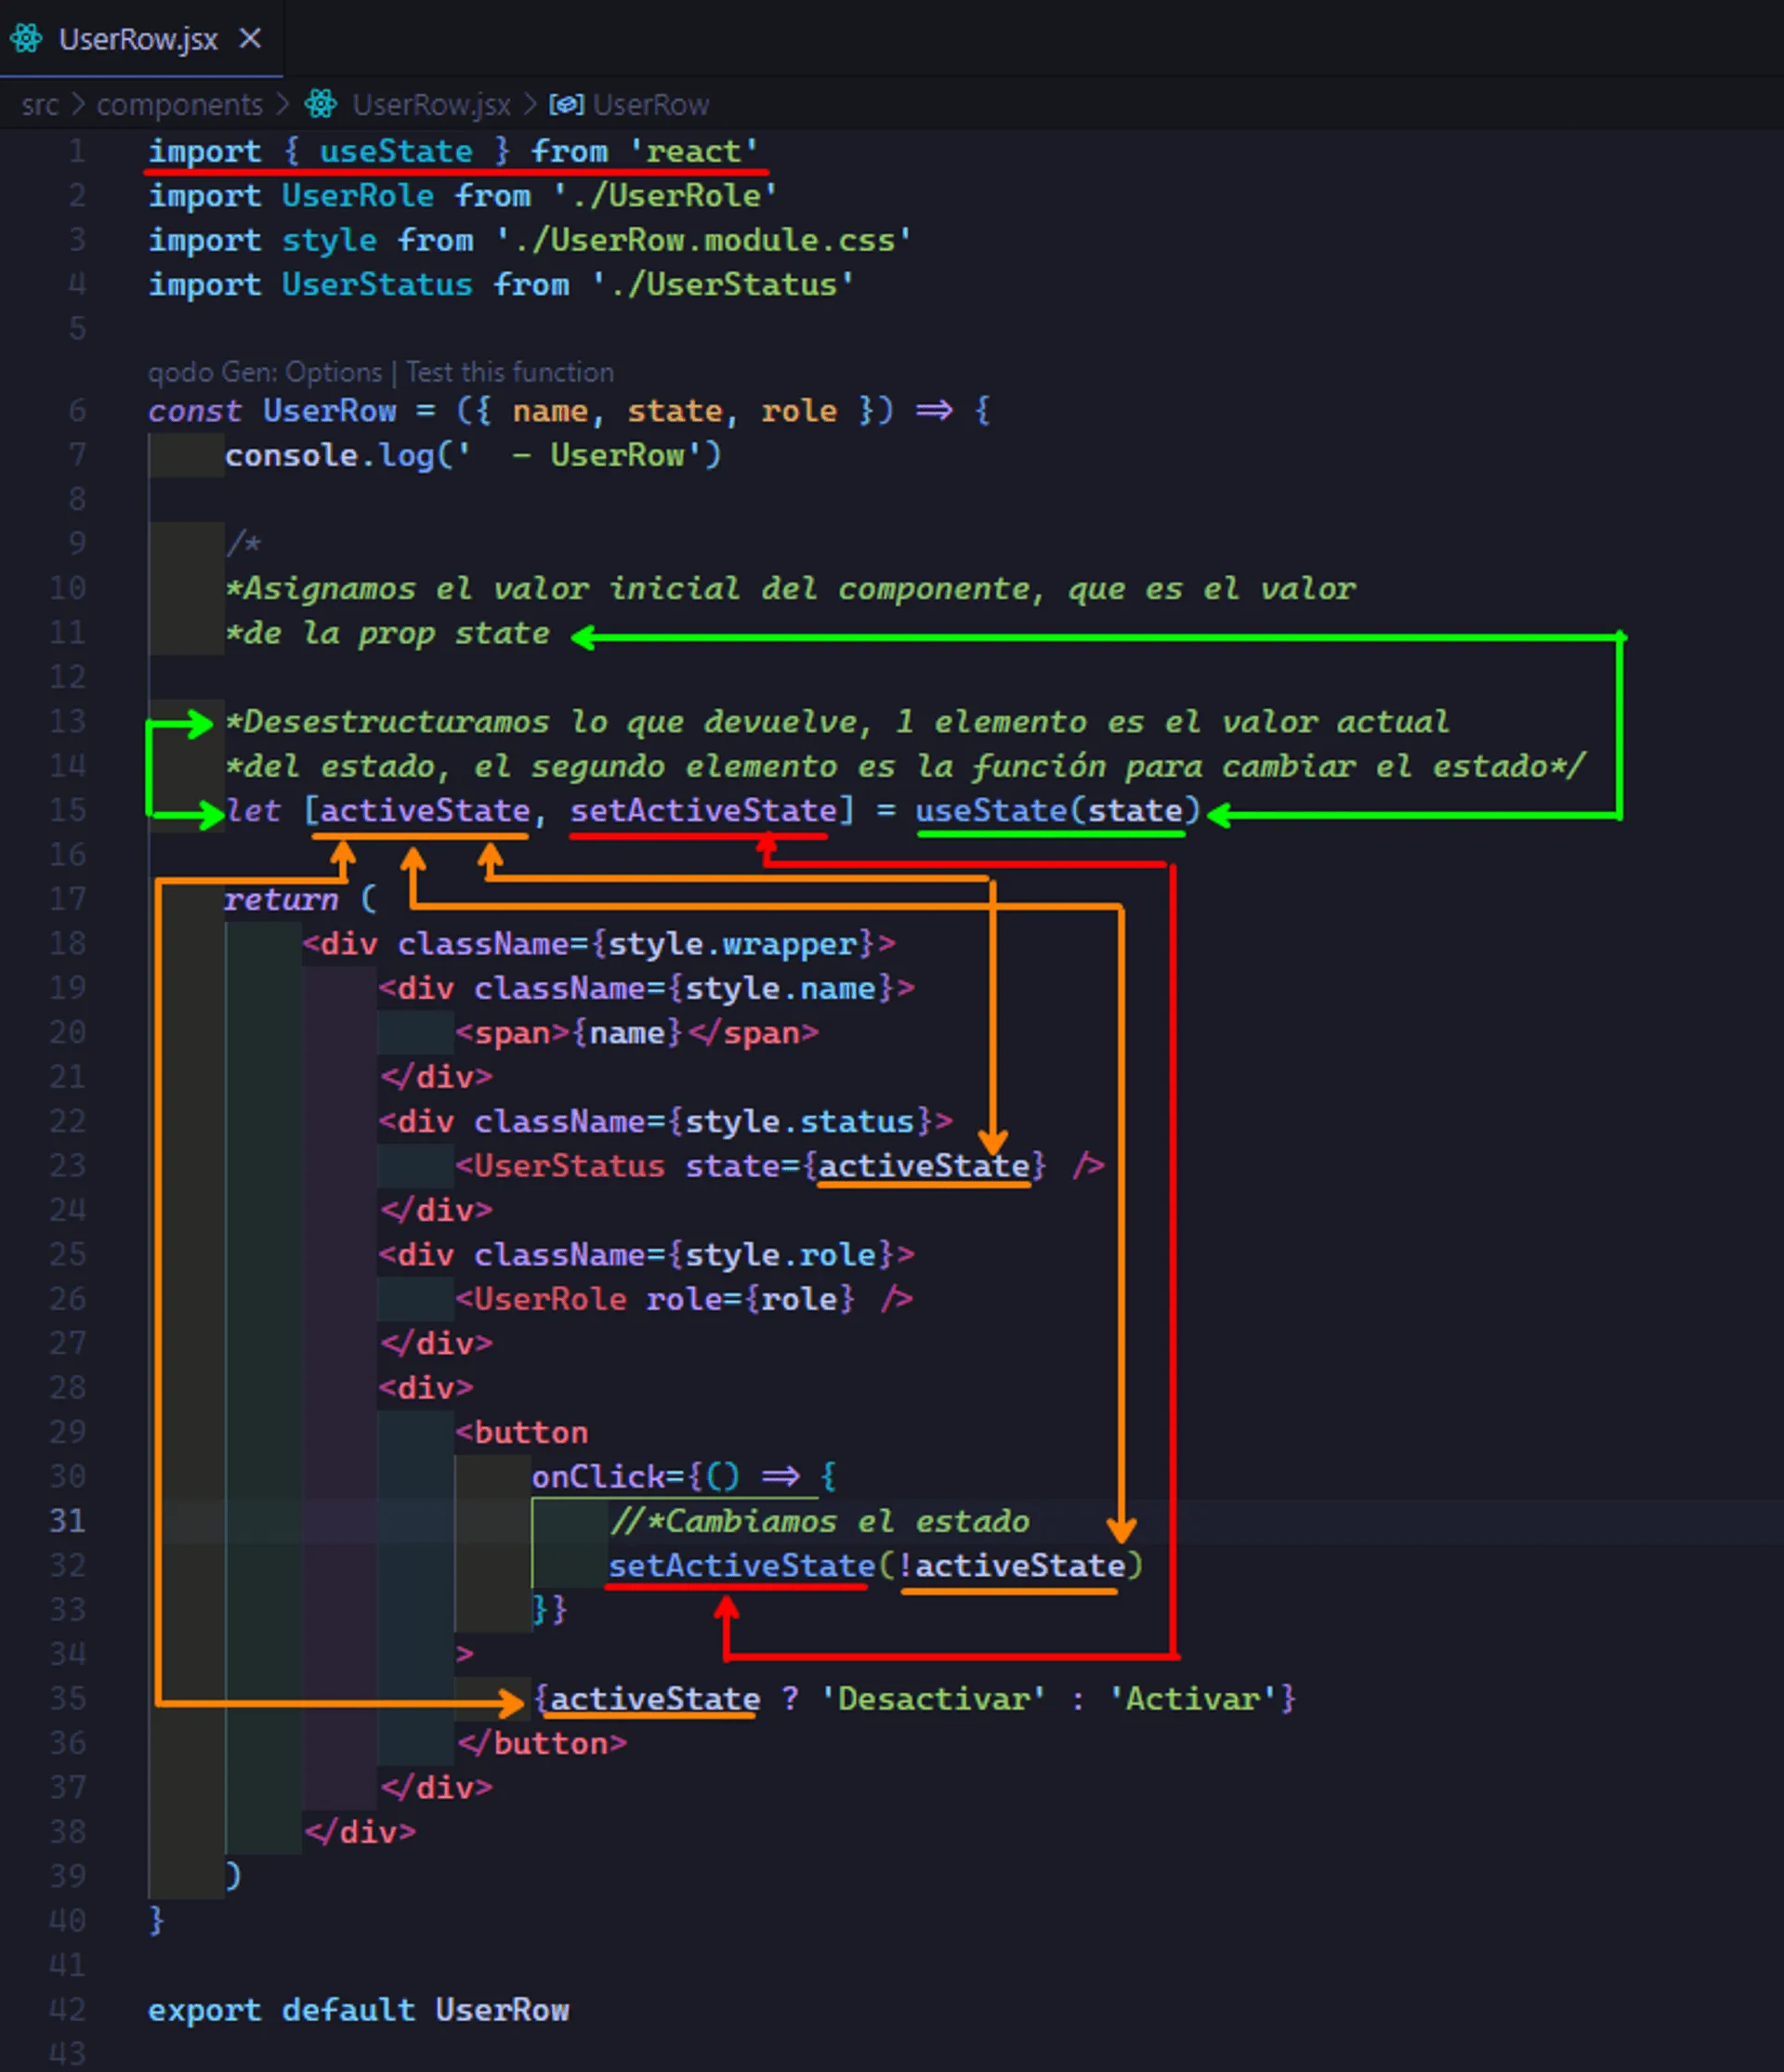 UserRow.jsx ×
src > components > UserRow.jsx > UserRow
1 import { useState } from 'react'
2 import UserRole from './UserRole'
3 import style from './UserRow.module.css'
4 import UserStatus from './UserStatus'
5
qodo Gen: Options | Test this function
6 const UserRow = ({ name, state, role }) => {
7 console.log('  - UserRow')
8
9 /*
10 *Asignamos el valor inicial del componente, que es el valor
11 *de la prop state
12
13 *Desestructuramos lo que devuelve, 1 elemento es el valor actual
14 *del estado, el segundo elemento es la función para cambiar el estado*/
15 let [activeState, setActiveState] = useState(state)
16
17 return (
18 <div className={style.wrapper}>
19 <div className={style.name}>
20 <span>{name}</span>
21 </div>
22 <div className={style.status}>
23 <UserStatus state={activeState} />
24 </div>
25 <div className={style.role}>
26 <UserRole role={role} />
27 </div>
28 <div>
29 <button
30 onClick={() => {
31 //*Cambiamos el estado
32 setActiveState(!activeState)
33 }}
34 >
35 {activeState ? 'Desactivar' : 'Activar'}
36 </button>
37 </div>
38 </div>
39 )
40 }
41
42 export default UserRow
43